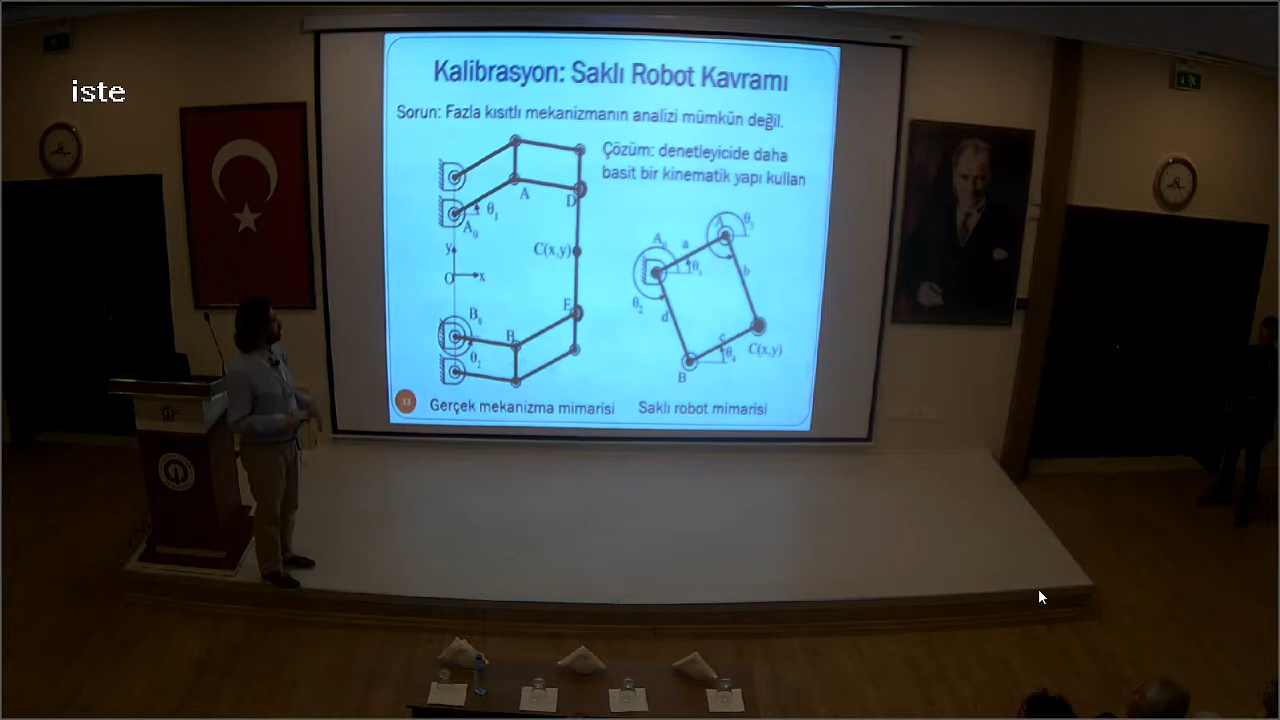 iste
Kalibrasyon: Saklı Robot Kavramı
Sorun: Fazla kısıtlı mekanizmanın analizi mümkün değil.
Çözüm: denetleyicide daha
basit bir kinematik yapı kullan
A
D
θ₁
A₀
y
C(x,y)
O
x
E
B₀
B
θ₂
A
θ₃
A₀
a
θ₁
b
θ₂
d
c
θ₄
C(x,y)
B
33
Gerçek mekanizma mimarisi
Saklı robot mimarisi